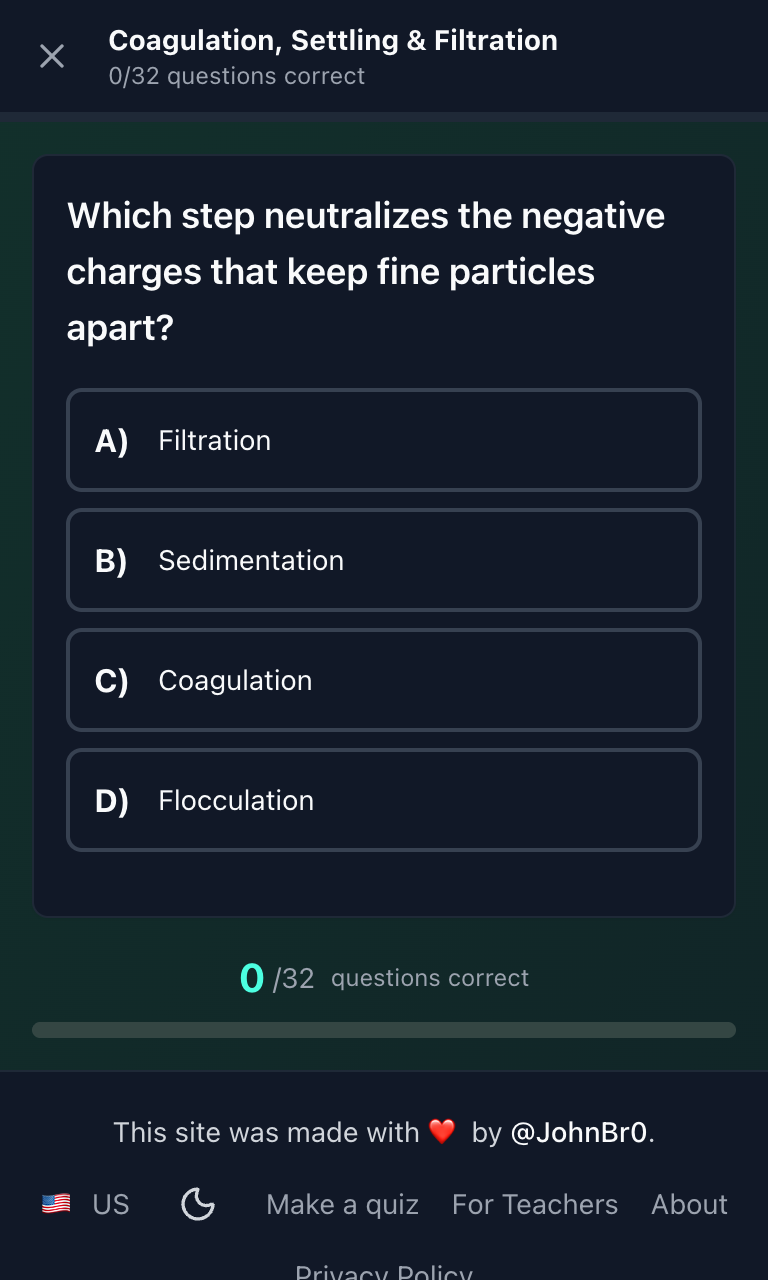 Coagulation, Settling & Filtration
0/32 questions correct
Which step neutralizes the negative
charges that keep fine particles
apart?
A) Filtration
B) Sedimentation
C) Coagulation
D) Flocculation
0 /32 questions correct
This site was made with ❤️ by @JohnBr0.
🇺🇸 US Make a quiz For Teachers About
Privacy Policy